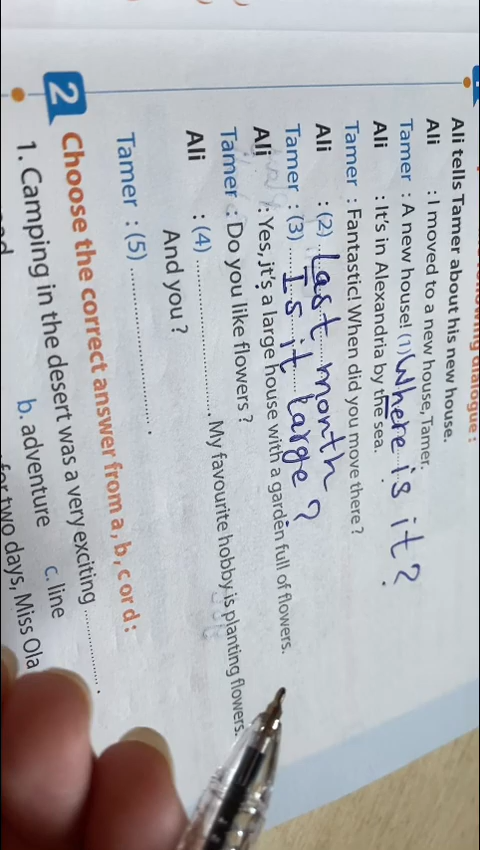 dialogue :
Ali tells Tamer about his new house.
Ali : I moved to a new house, Tamer.
Tamer : A new house! (1) Where is it?
Ali : It's in Alexandria by the sea.
Tamer : Fantastic! When did you move there ?
Ali : (2) Last month
Tamer : (3) Is it large ?
Ali : Yes, it's a large house with a garden full of flowers.
Tamer : Do you like flowers ?
Ali : (4) ................. . My favourite hobby is planting flowers.
And you ?
Tamer : (5) ................. .
2 Choose the correct answer from a, b, c or d :
1. Camping in the desert was a very exciting ............ .
b. adventure c. line
for two days, Miss Ola